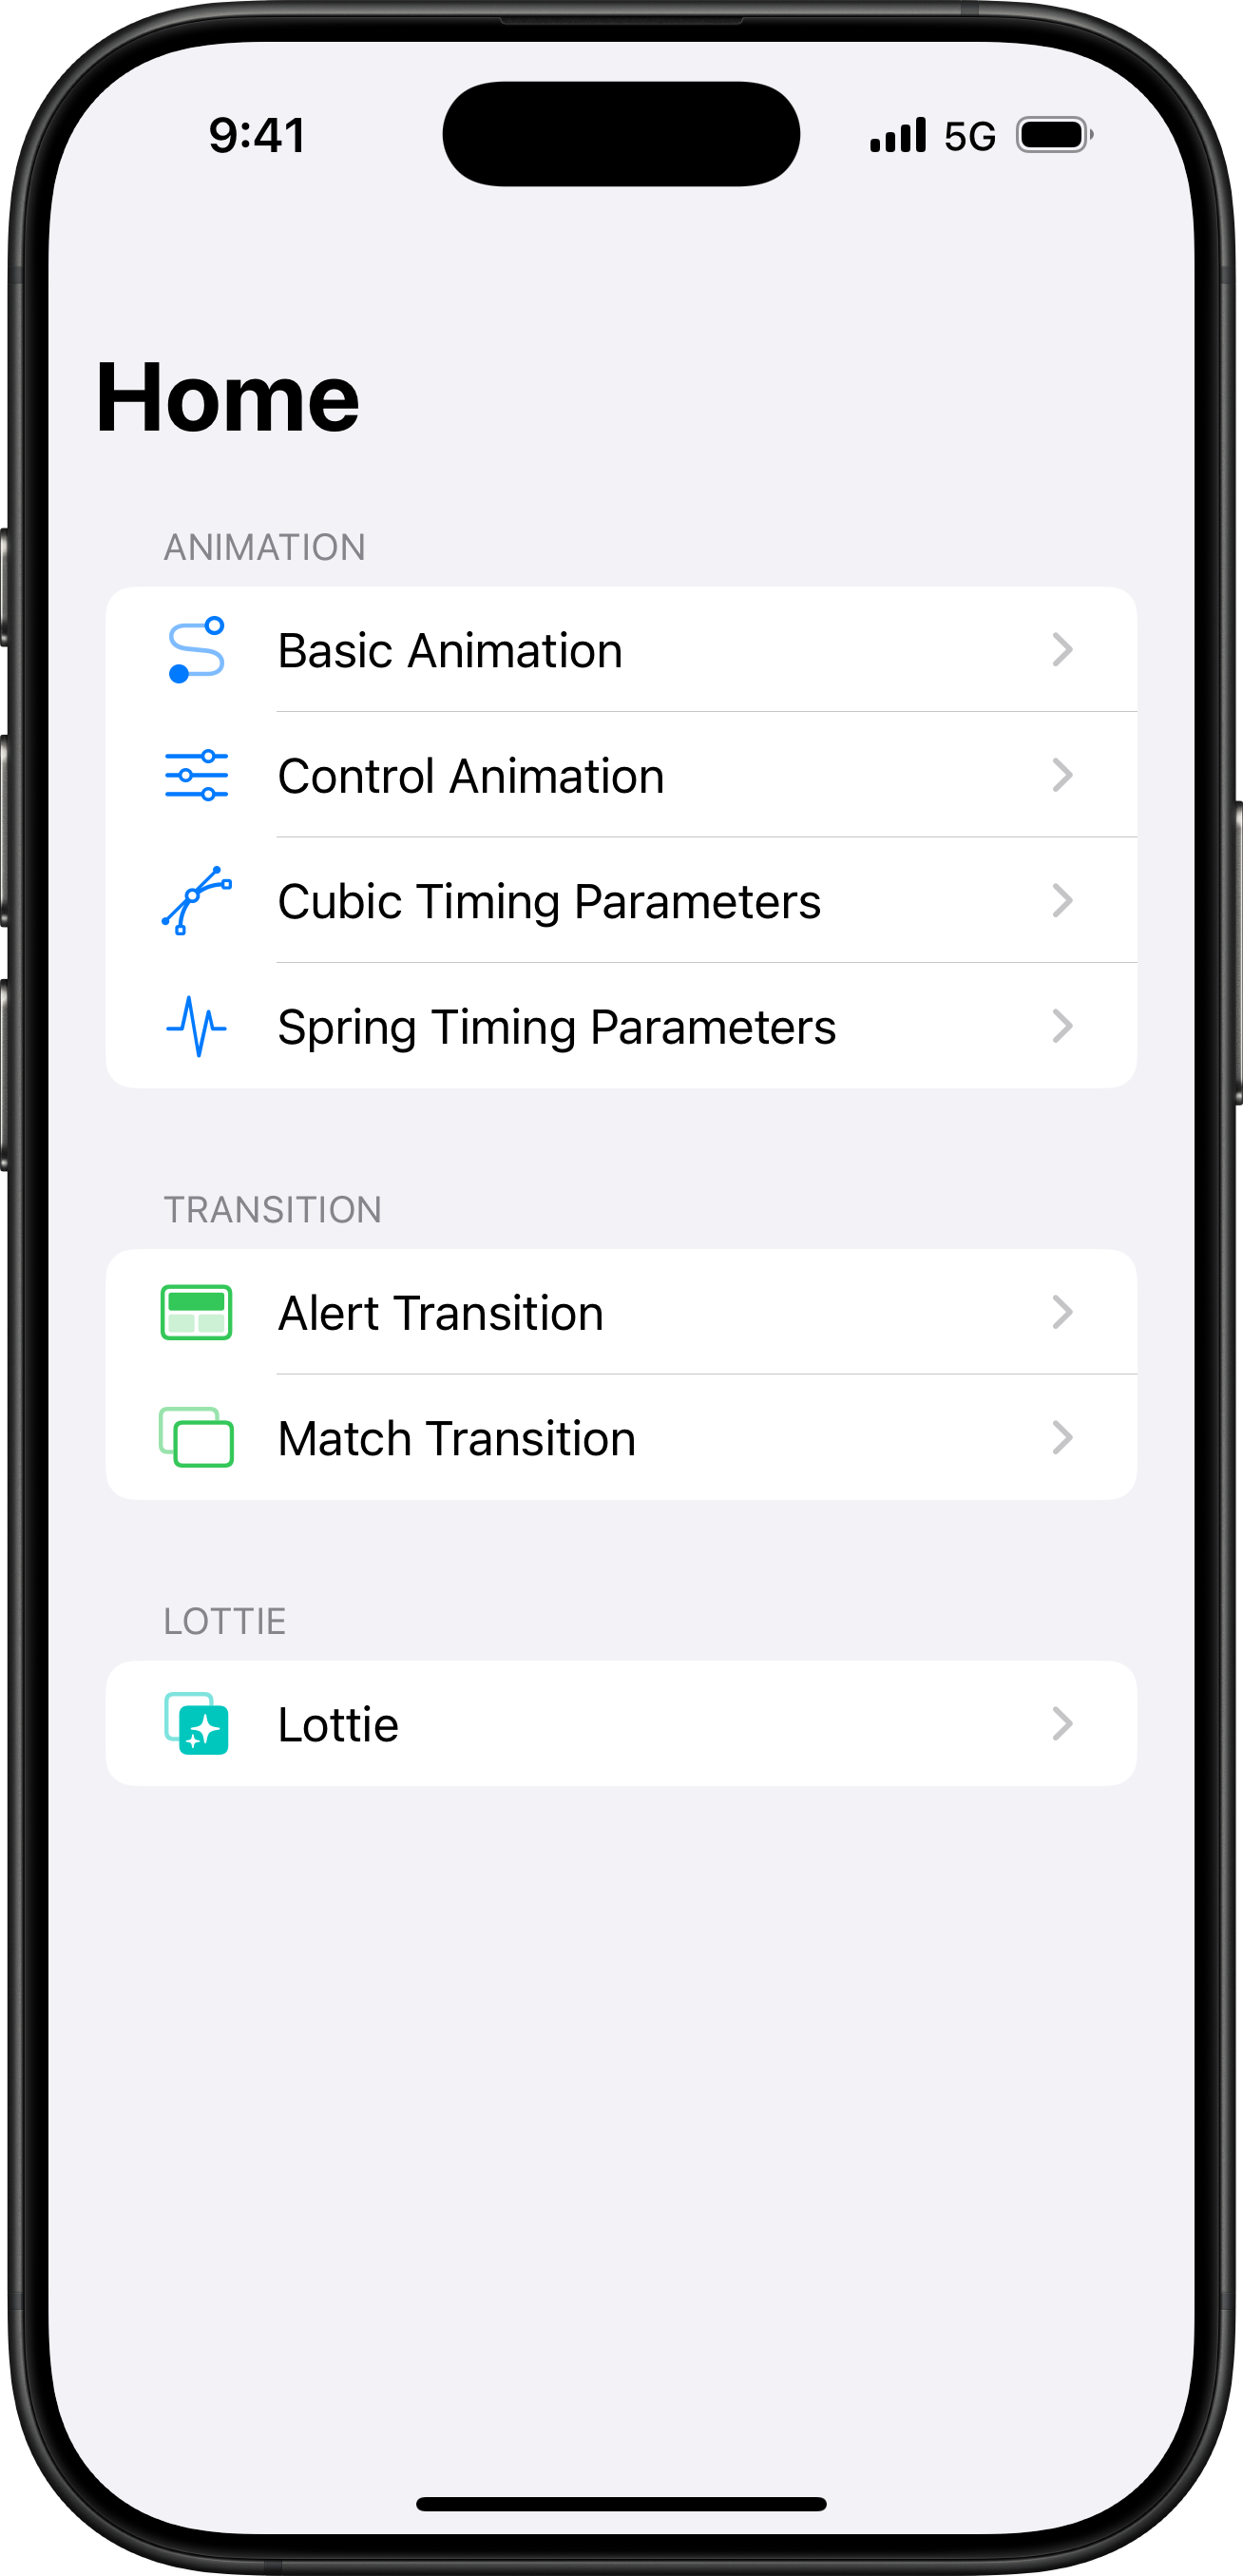 9:41
5G
Home
ANIMATION
Basic Animation
Control Animation
Cubic Timing Parameters
Spring Timing Parameters
TRANSITION
Alert Transition
Match Transition
LOTTIE
Lottie